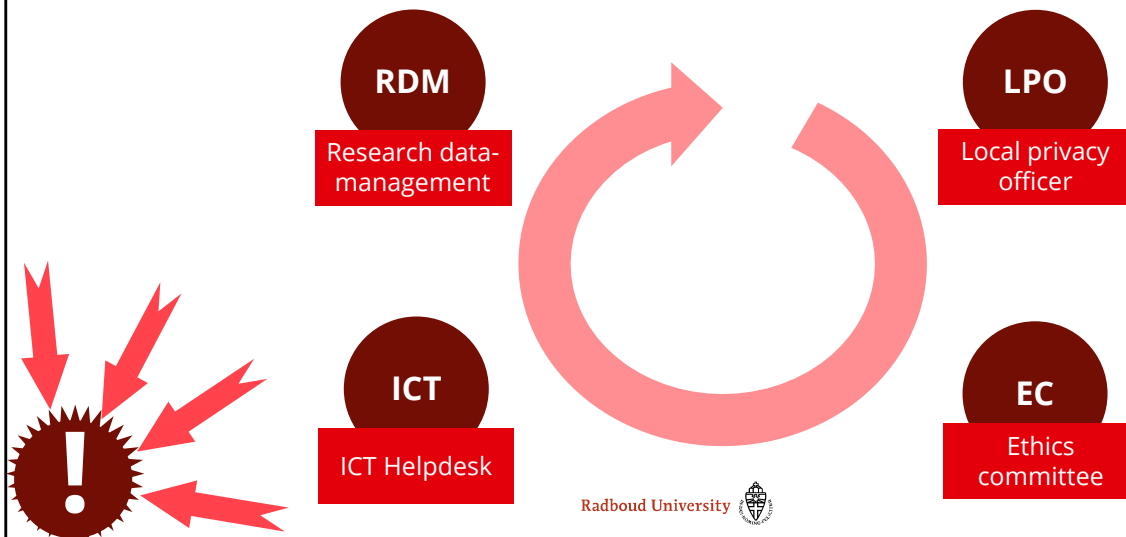 RDM
Research data-
management
LPO
Local privacy
officer
ICT
ICT Helpdesk
EC
Ethics
committee
!
Radboud University